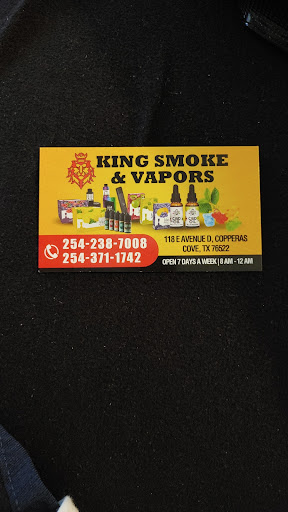 KING SMOKE
& VAPORS
254-238-7008
254-371-1742
118 E AVENUE D, COPPERAS
COVE, TX 76522
OPEN 7 DAYS A WEEK | 8 AM - 12 AM